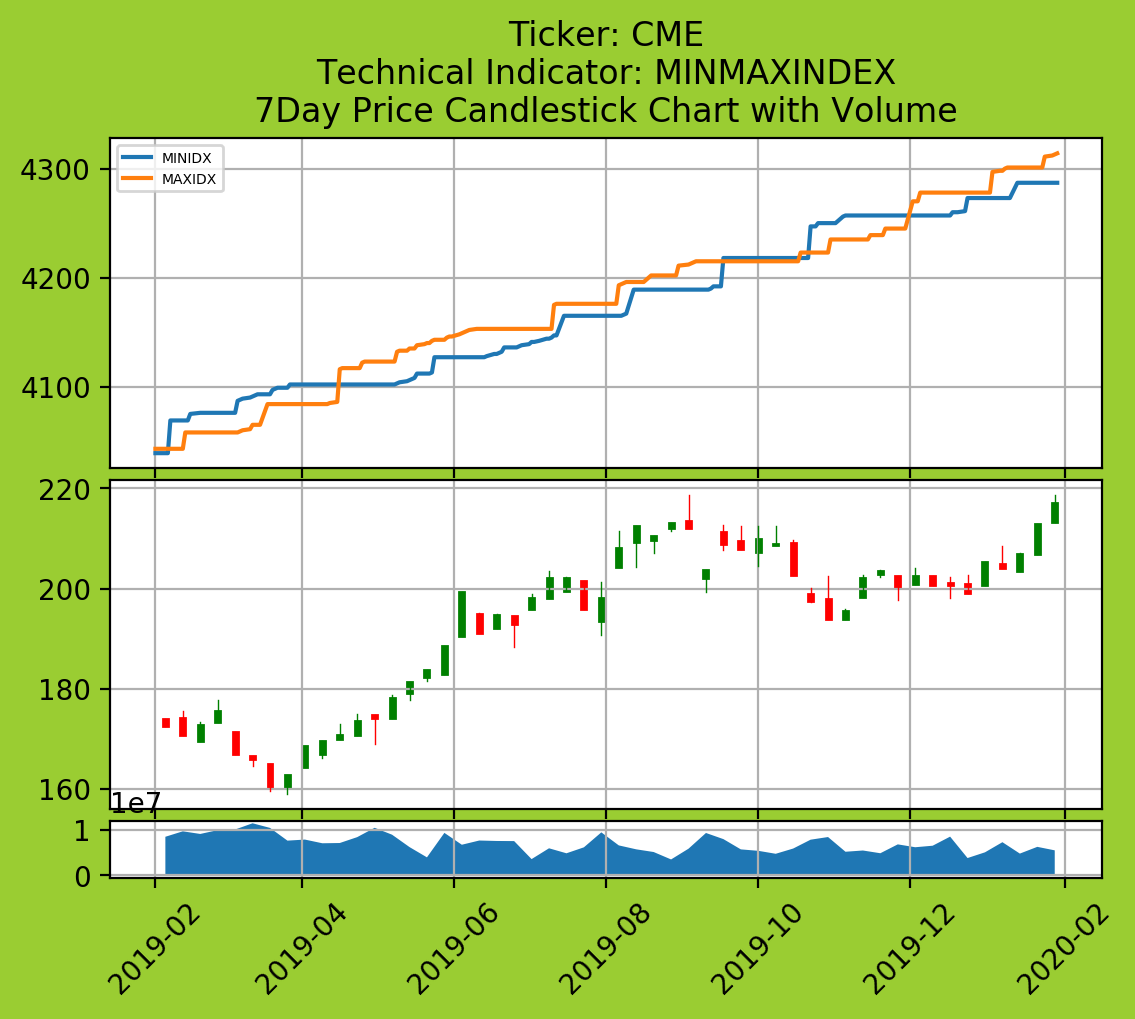 Ticker: CME
Technical Indicator: MINMAXINDEX
7Day Price Candlestick Chart with Volume
MINIDX
MAXIDX
4300
4200
4100
220
200
180
160
1e7
1
0
2019-02
2019-04
2019-06
2019-08
2019-10
2019-12
2020-02